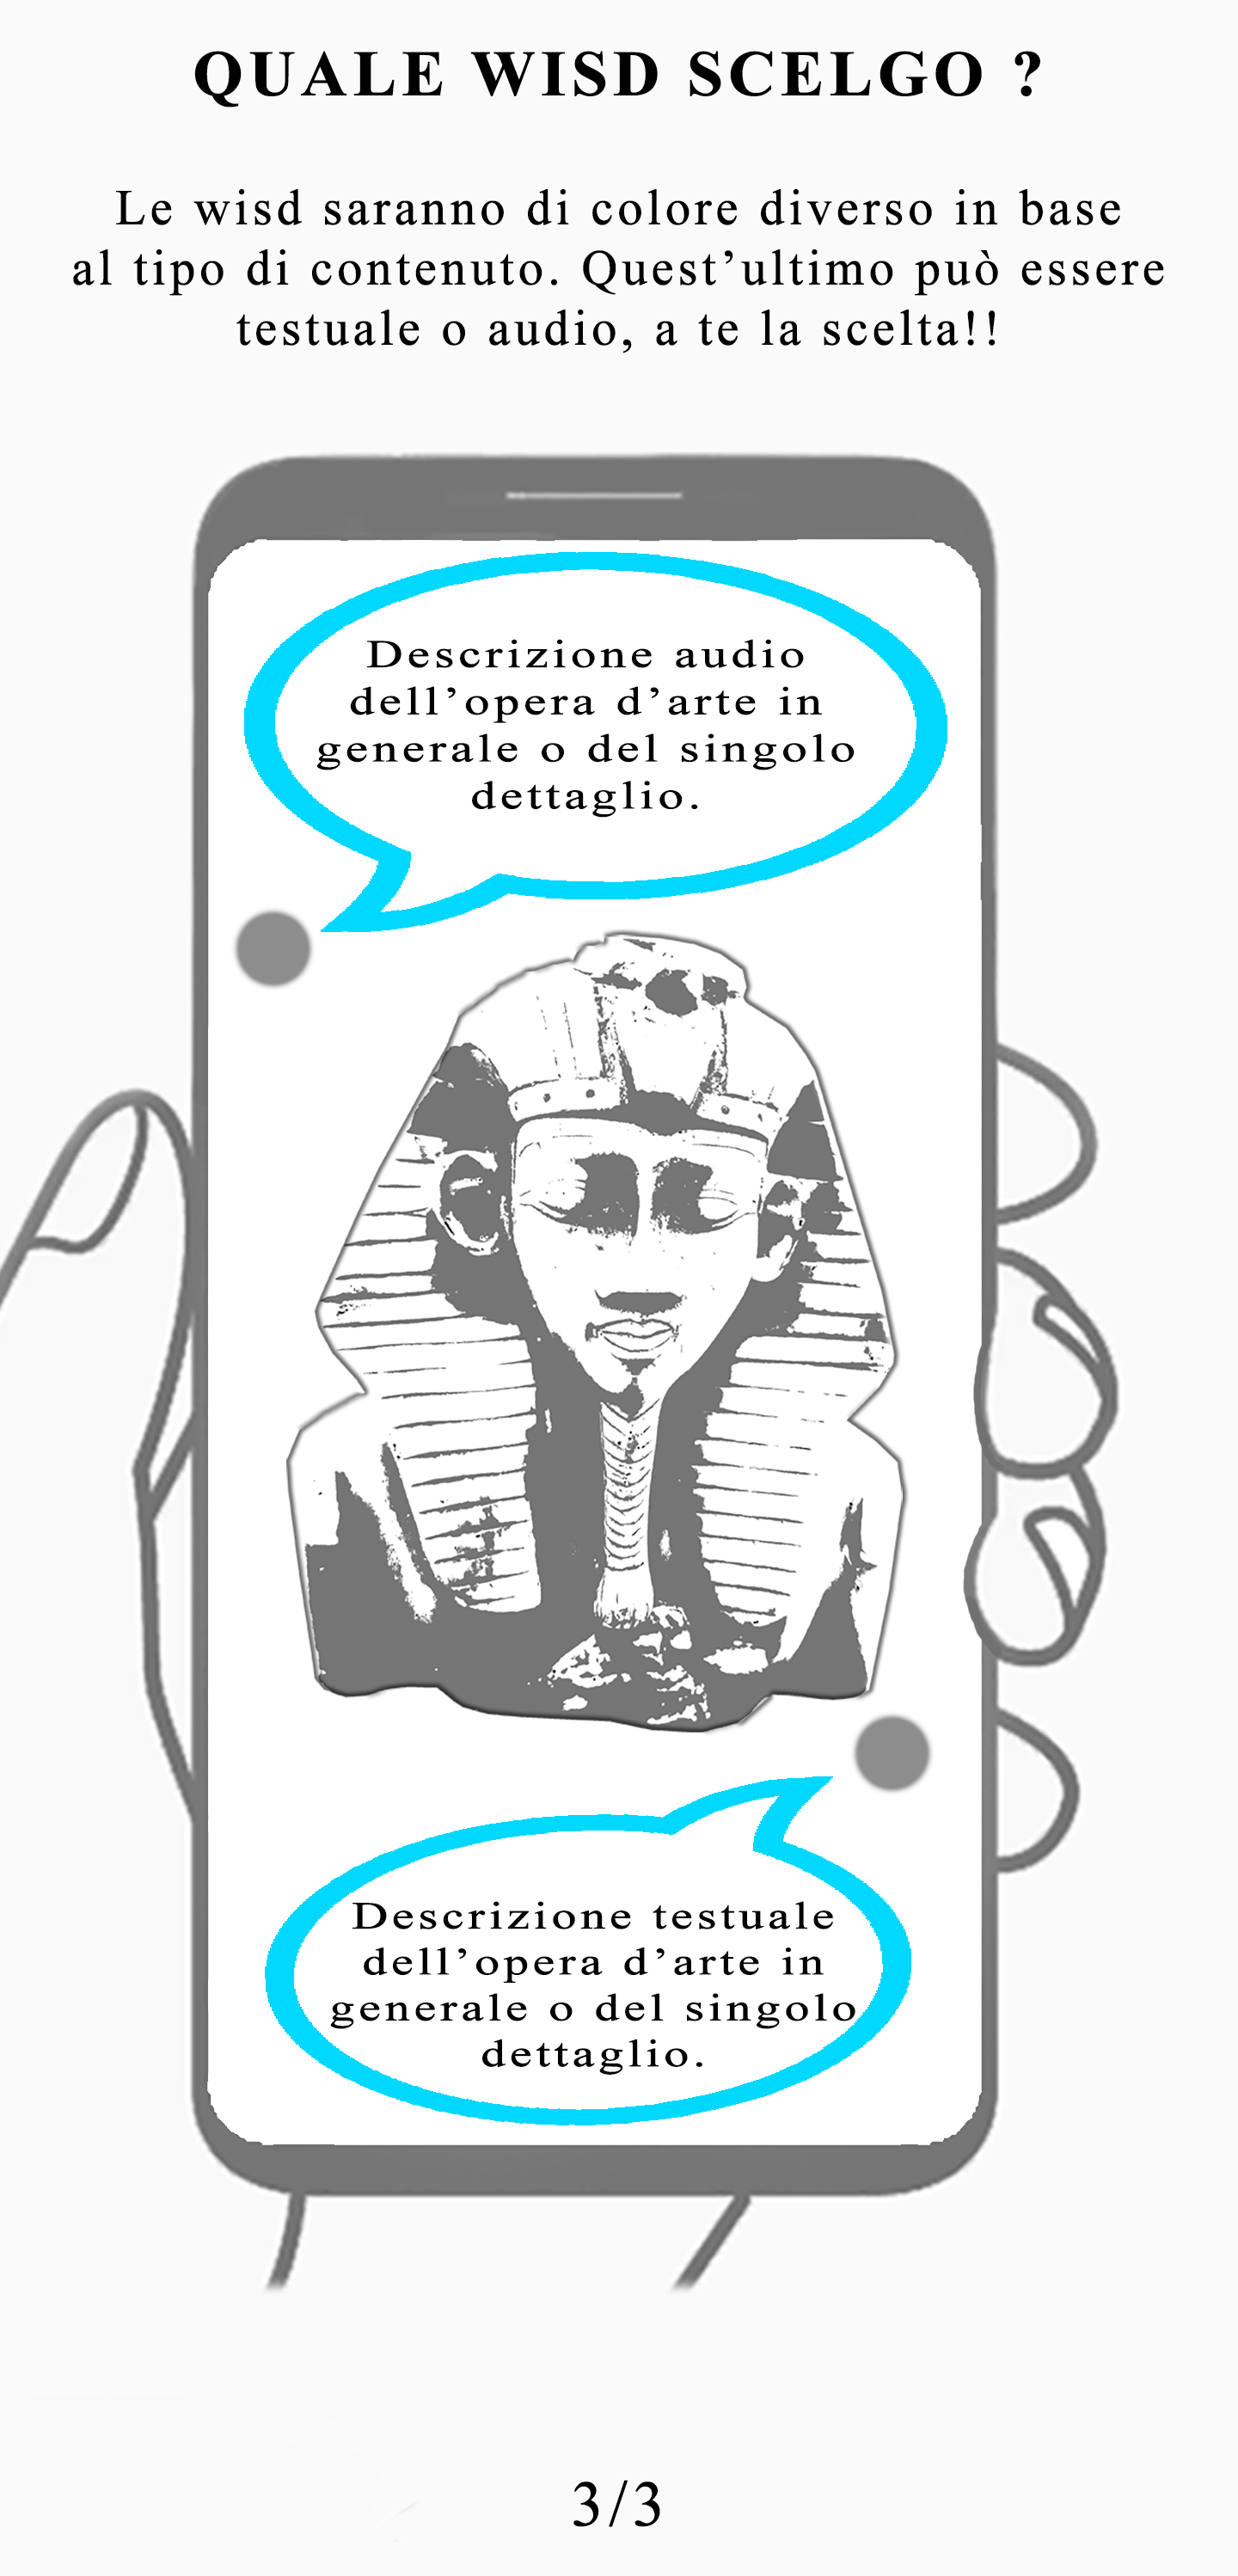 QUALE WISD SCELGO ?
Le wisd saranno di colore diverso in base
al tipo di contenuto. Quest’ultimo può essere
testuale o audio, a te la scelta!!
Descrizione audio
dell’opera d’arte in
generale o del singolo
dettaglio.
Descrizione testuale
dell’opera d’arte in
generale o del singolo
dettaglio.
3/3